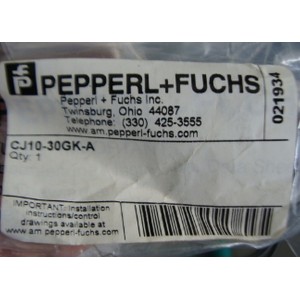 PEPPERL+FUCHS
Pepperl + Fuchs Inc.
Twinsburg, Ohio 44087
Telephone: (330) 425-3555
www.am.pepperl-fuchs.com
021934
CJ10-30GK-A
Qty: 1
IMPORTANT: Installation
instructions/control
drawings available at
www.am.pepperl-fuchs.com